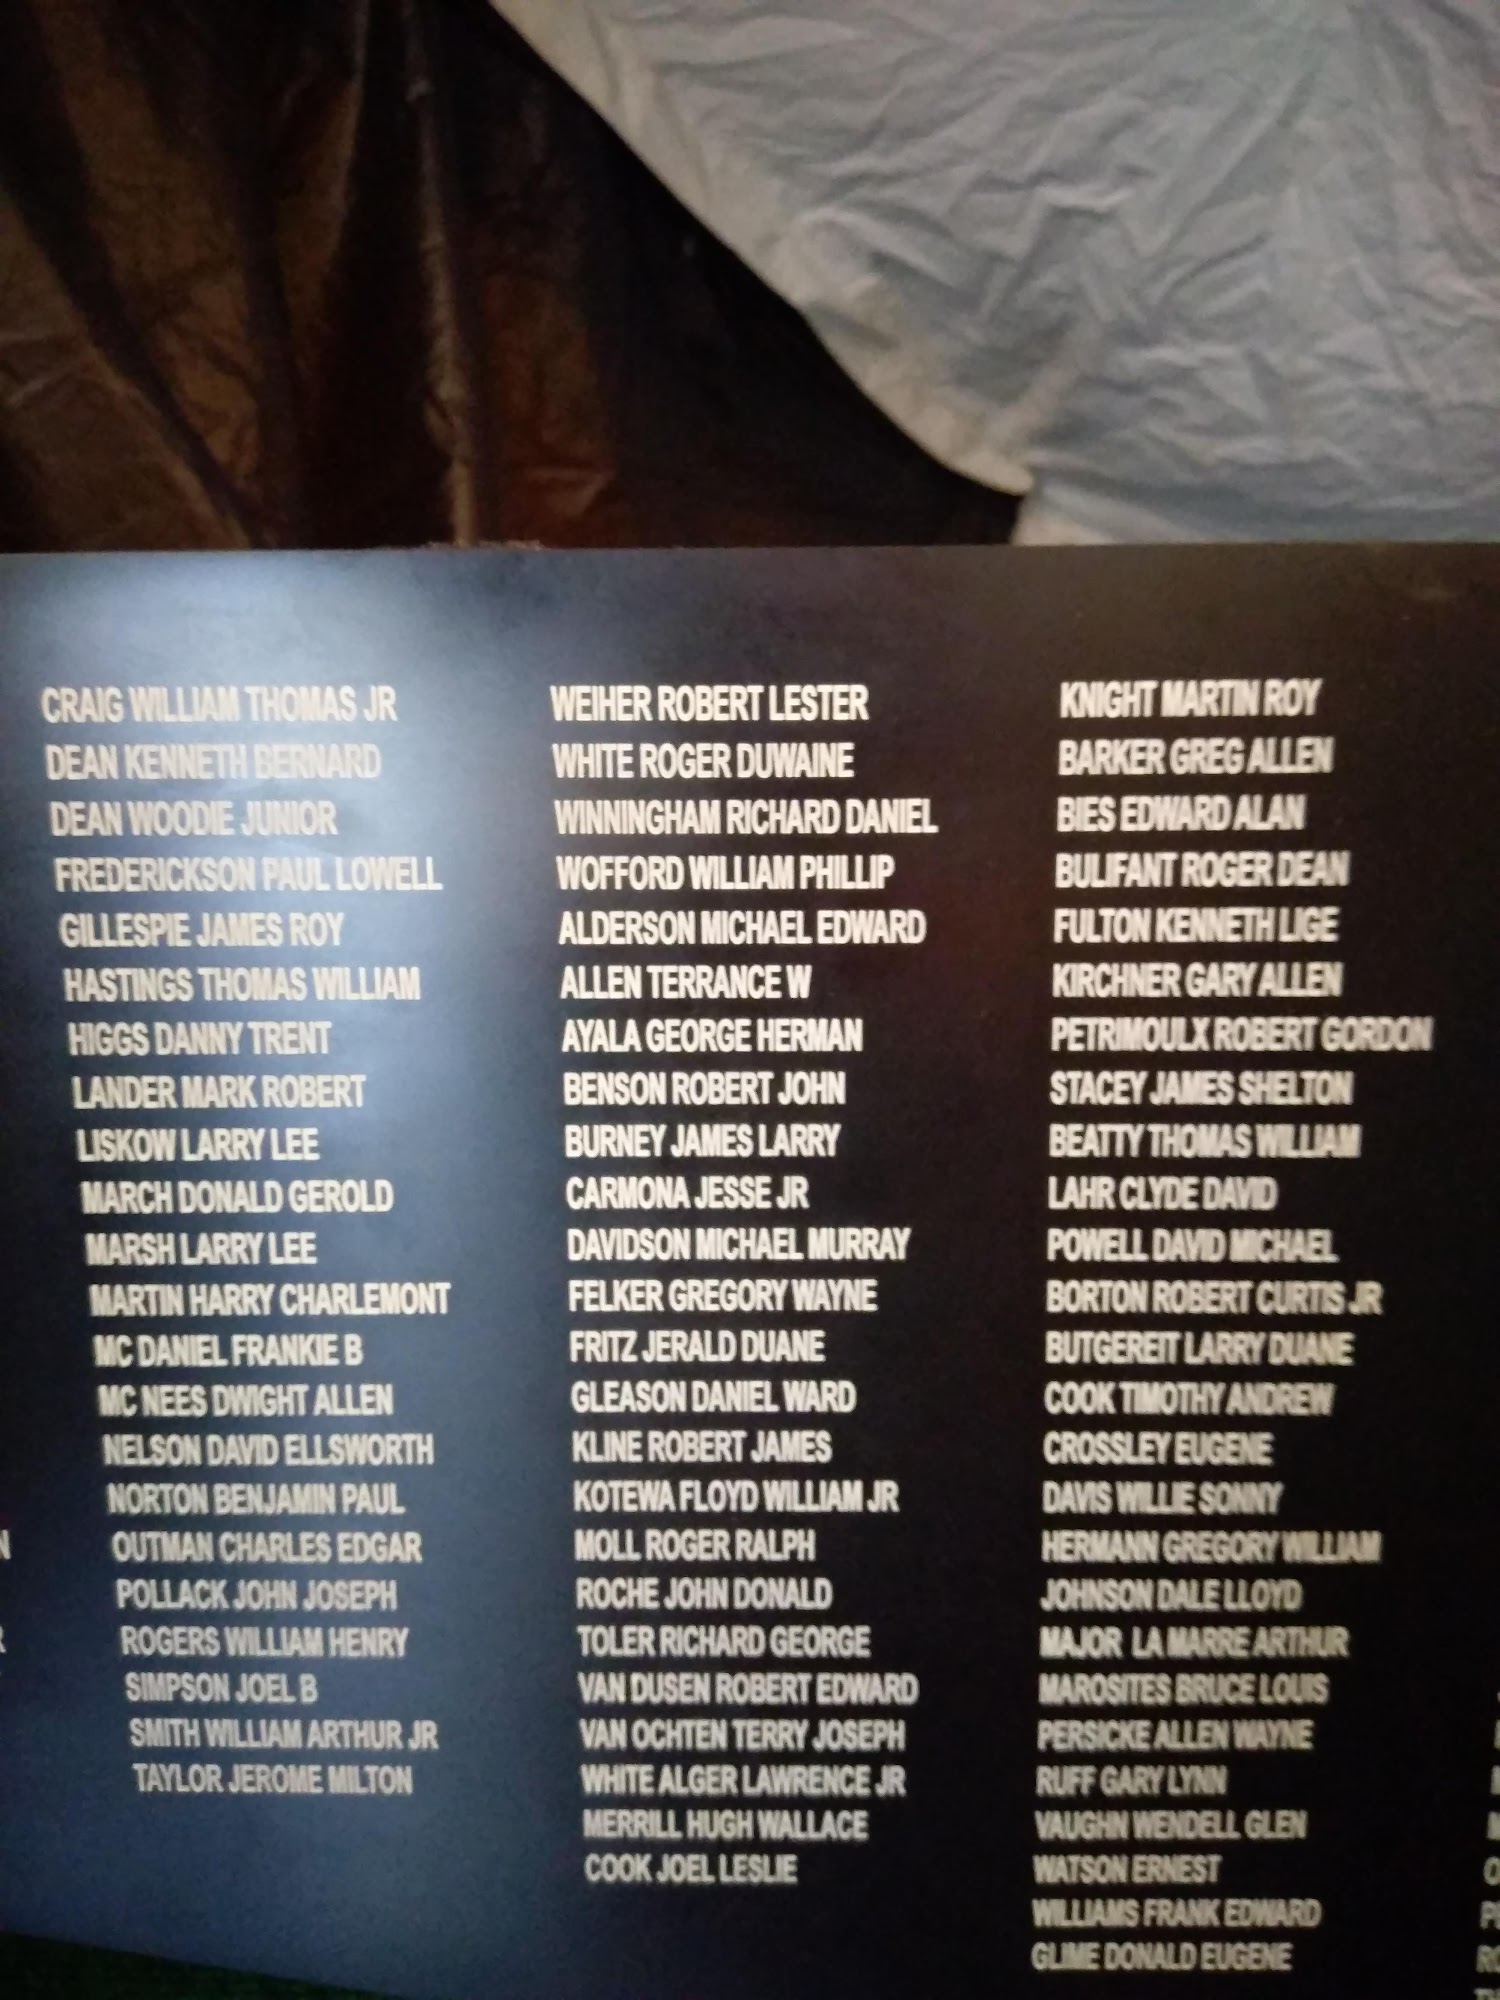 CRAIG WILLIAM THOMAS JR
DEAN KENNETH BERNARD
DEAN WOODIE JUNIOR
FREDERICKSON PAUL LOWELL
GILLESPIE JAMES ROY
HASTINGS THOMAS WILLIAM
HIGGS DANNY TRENT
LANDER MARK ROBERT
LISKOW LARRY LEE
MARCH DONALD GEROLD
MARSH LARRY LEE
MARTIN HARRY CHARLEMONT
MC DANIEL FRANKIE B
MC NEES DWIGHT ALLEN
NELSON DAVID ELLSWORTH
NORTON BENJAMIN PAUL
OUTMAN CHARLES EDGAR
POLLACK JOHN JOSEPH
ROGERS WILLIAM HENRY
SIMPSON JOEL B
SMITH WILLIAM ARTHUR JR
TAYLOR JEROME MILTON
WEIHER ROBERT LESTER
WHITE ROGER DUWAINE
WINNINGHAM RICHARD DANIEL
WOFFORD WILLIAM PHILLIP
ALDERSON MICHAEL EDWARD
ALLEN TERRANCE W
AYALA GEORGE HERMAN
BENSON ROBERT JOHN
BURNEY JAMES LARRY
CARMONA JESSE JR
DAVIDSON MICHAEL MURRAY
FELKER GREGORY WAYNE
FRITZ JERALD DUANE
GLEASON DANIEL WARD
KLINE ROBERT JAMES
KOTEWA FLOYD WILLIAM JR
MOLL ROGER RALPH
ROCHE JOHN DONALD
TOLER RICHARD GEORGE
VAN DUSEN ROBERT EDWARD
VAN OCHTEN TERRY JOSEPH
WHITE ALGER LAWRENCE JR
MERRILL HUGH WALLACE
COOK JOEL LESLIE
KNIGHT MARTIN ROY
BARKER GREG ALLEN
BIES EDWARD ALAN
BULIFANT ROGER DEAN
FULTON KENNETH LIGE
KIRCHNER GARY ALLEN
PETRIMOULX ROBERT GORDON
STACEY JAMES SHELTON
BEATTY THOMAS WILLIAM
LAHR CLYDE DAVID
POWELL DAVID MICHAEL
BORTON ROBERT CURTIS JR
BUTGEREIT LARRY DUANE
COOK TIMOTHY ANDREW
CROSSLEY EUGENE
DAVIS WILLIE SONNY
HERMANN GREGORY WILLIAM
JOHNSON DALE LLOYD
MAJOR LA MARRE ARTHUR
MAROSITES BRUCE LOUIS
PERSICKE ALLEN WAYNE
RUFF GARY LYNN
VAUGHN WENDELL GLEN
WATSON ERNEST
WILLIAMS FRANK EDWARD
GLIME DONALD EUGENE